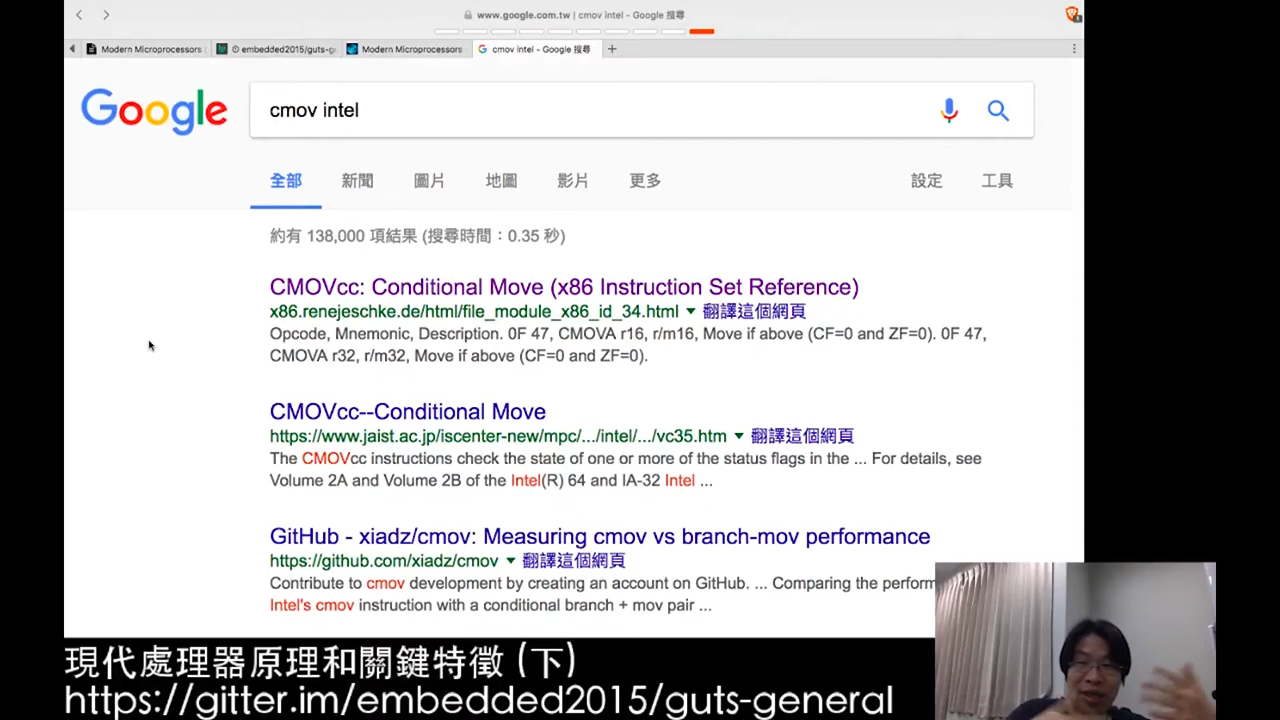 www.google.com.tw | cmov intel - Google 搜尋
Modern Microprocessors
embedded2015/guts-g
Modern Microprocessors
cmov intel - Google 搜尋
Google
cmov intel
全部 新聞 圖片 地圖 影片 更多 設定 工具
約有 138,000 項結果 (搜尋時間：0.35 秒)
CMOVcc: Conditional Move (x86 Instruction Set Reference)
x86.renejeschke.de/html/file_module_x86_id_34.html 翻譯這個網頁
Opcode, Mnemonic, Description. 0F 47, CMOVA r16, r/m16, Move if above (CF=0 and ZF=0). 0F 47,
CMOVA r32, r/m32, Move if above (CF=0 and ZF=0).
CMOVcc--Conditional Move
https://www.jaist.ac.jp/iscenter-new/mpc/.../intel/.../vc35.htm 翻譯這個網頁
The CMOVcc instructions check the state of one or more of the status flags in the ... For details, see
Volume 2A and Volume 2B of the Intel(R) 64 and IA-32 Intel ...
GitHub - xiadz/cmov: Measuring cmov vs branch-mov performance
https://github.com/xiadz/cmov 翻譯這個網頁
Contribute to cmov development by creating an account on GitHub. ... Comparing the perform
Intel's cmov instruction with a conditional branch + mov pair ...
現代處理器原理和關鍵特徵 (下)
https://gitter.im/embedded2015/guts-general